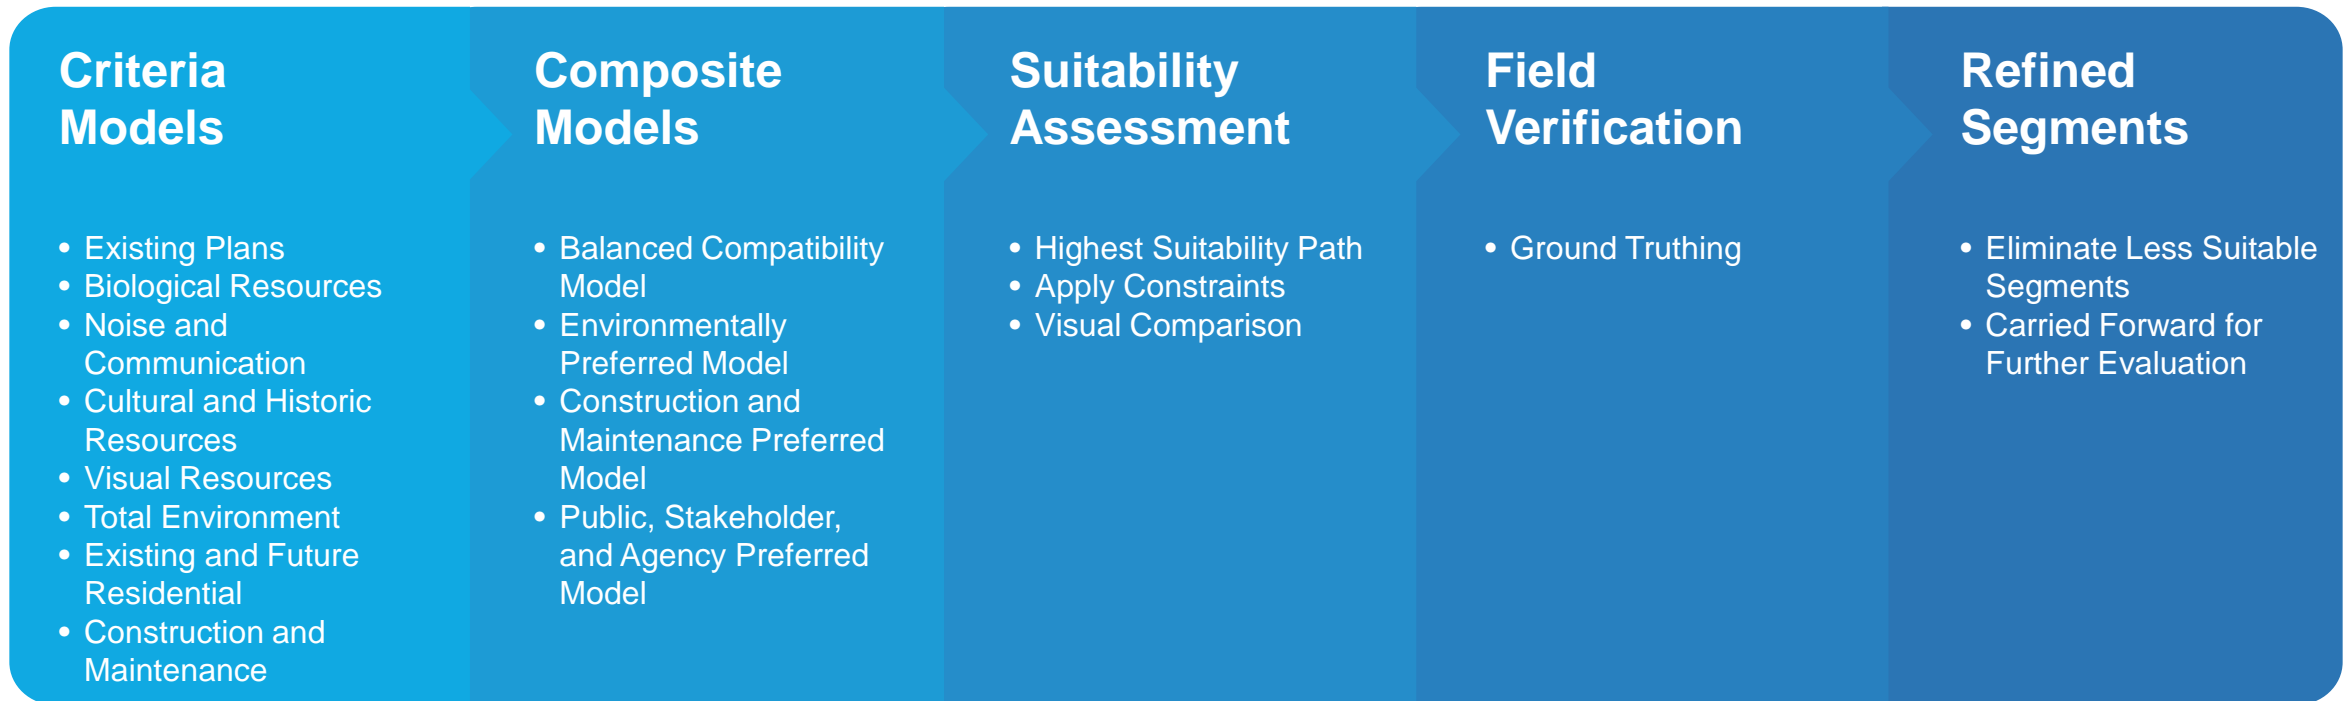 Criteria
Models
• Existing Plans
• Biological Resources
• Noise and
Communication
• Cultural and Historic
Resources
• Visual Resources
• Total Environment
• Existing and Future
Residential
• Construction and
Maintenance
Composite
Models
• Balanced Compatibility
Model
• Environmentally
Preferred Model
• Construction and
Maintenance Preferred
Model
• Public, Stakeholder,
and Agency Preferred
Model
Suitability
Assessment
• Highest Suitability Path
• Apply Constraints
• Visual Comparison
Field
Verification
• Ground Truthing
Refined
Segments
• Eliminate Less Suitable
Segments
• Carried Forward for
Further Evaluation